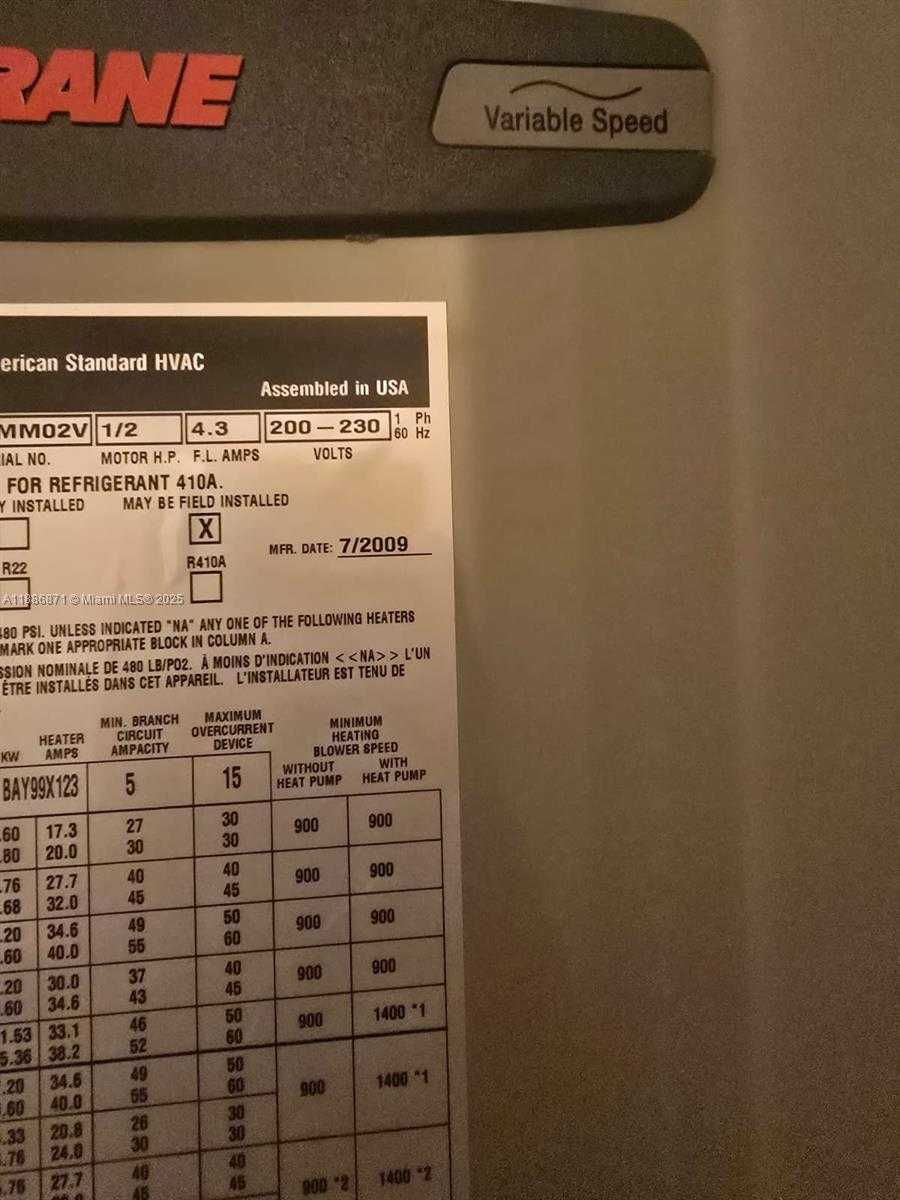 RANE
Variable Speed
erican Standard HVAC
Assembled in USA
MM02V 1/2 4.3 200 – 230 1 Ph
60 Hz
IAL NO. MOTOR H.P. F.L. AMPS VOLTS
FOR REFRIGERANT 410A.
Y INSTALLED MAY BE FIELD INSTALLED
X
MFR. DATE: 7/2009
R22 R410A
A11886871 © Miami MLS® 2025
480 PSI. UNLESS INDICATED "NA" ANY ONE OF THE FOLLOWING HEATERS
MARK ONE APPROPRIATE BLOCK IN COLUMN A.
SSION NOMINALE DE 480 LB/PO2. À MOINS D'INDICATION <<NA>> L'UN
ÊTRE INSTALLÉS DANS CET APPAREIL. L'INSTALLATEUR EST TENU DE
KW HEATER AMPS MIN. BRANCH CIRCUIT AMPACITY MAXIMUM OVERCURRENT DEVICE MINIMUM HEATING BLOWER SPEED
WITHOUT HEAT PUMP WITH HEAT PUMP
BAY99X123 5 15
.60 17.3 27 30 900 900
.80 20.0 30 30
.76 27.7 40 40 900 900
.68 32.0 45 45
.20 34.6 49 50 900 900
.60 40.0 55 60
.20 30.0 37 40 900 900
.60 34.6 43 45
1.53 33.1 46 50 900 1400 *1
5.36 38.2 52 60
.20 34.6 49 50 900 1400 *1
.60 40.0 55 60
.33 20.8 26 30
.76 24.0 30 30
.76 27.7 40 40 900 *2 1400 *2
45 45